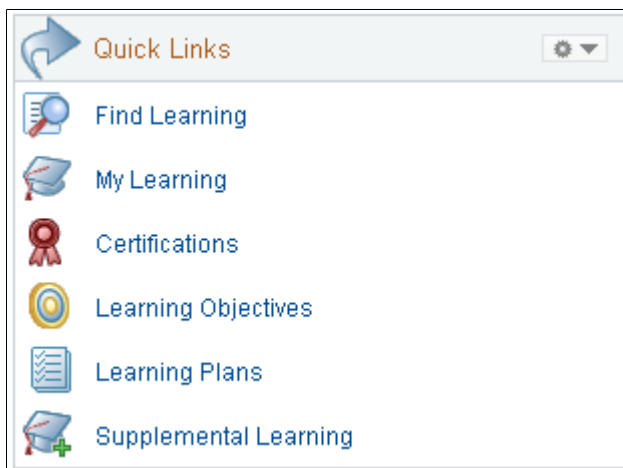 Quick Links
Find Learning
My Learning
Certifications
Learning Objectives
Learning Plans
Supplemental Learning